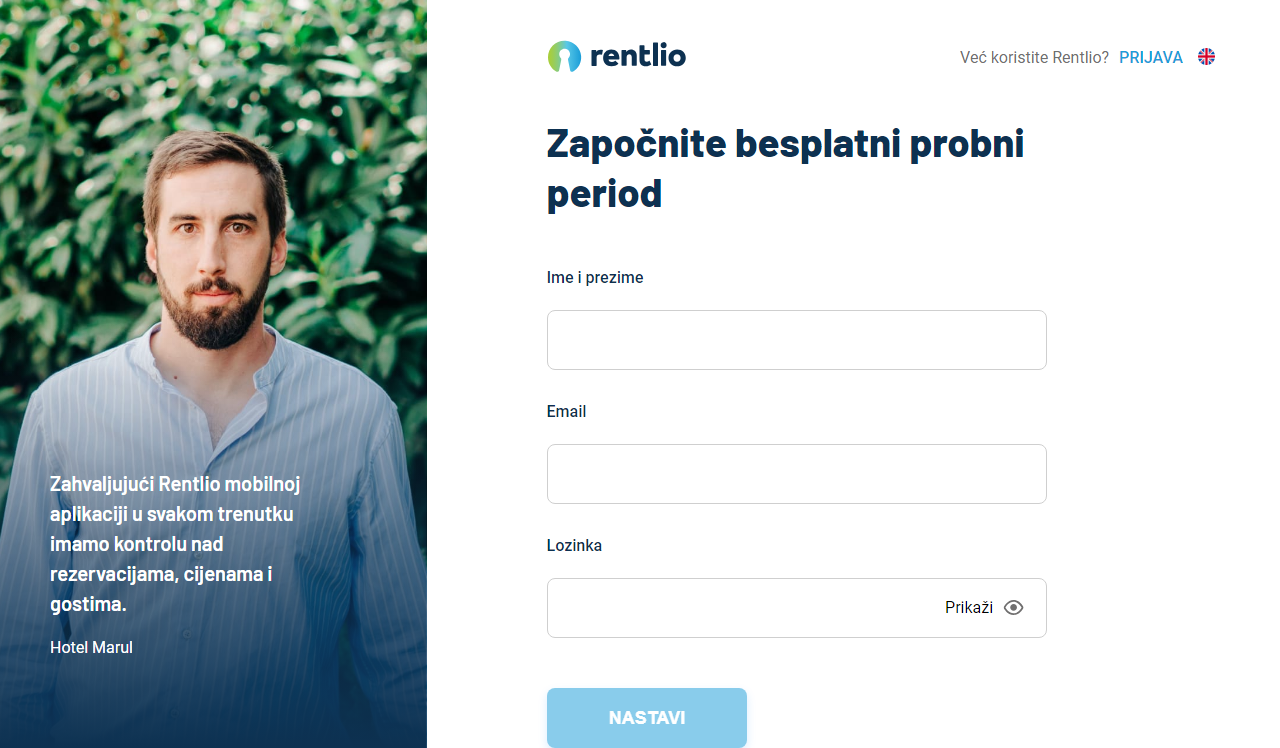 rentlio
Već koristite Rentlio? PRIJAVA
Započnite besplatni probni
period
Ime i prezime
Email
Lozinka
Prikaži
NASTAVI
Zahvaljujući Rentlio mobilnoj
aplikaciji u svakom trenutku
imamo kontrolu nad
rezervacijama, cijenama i
gostima.
Hotel Marul